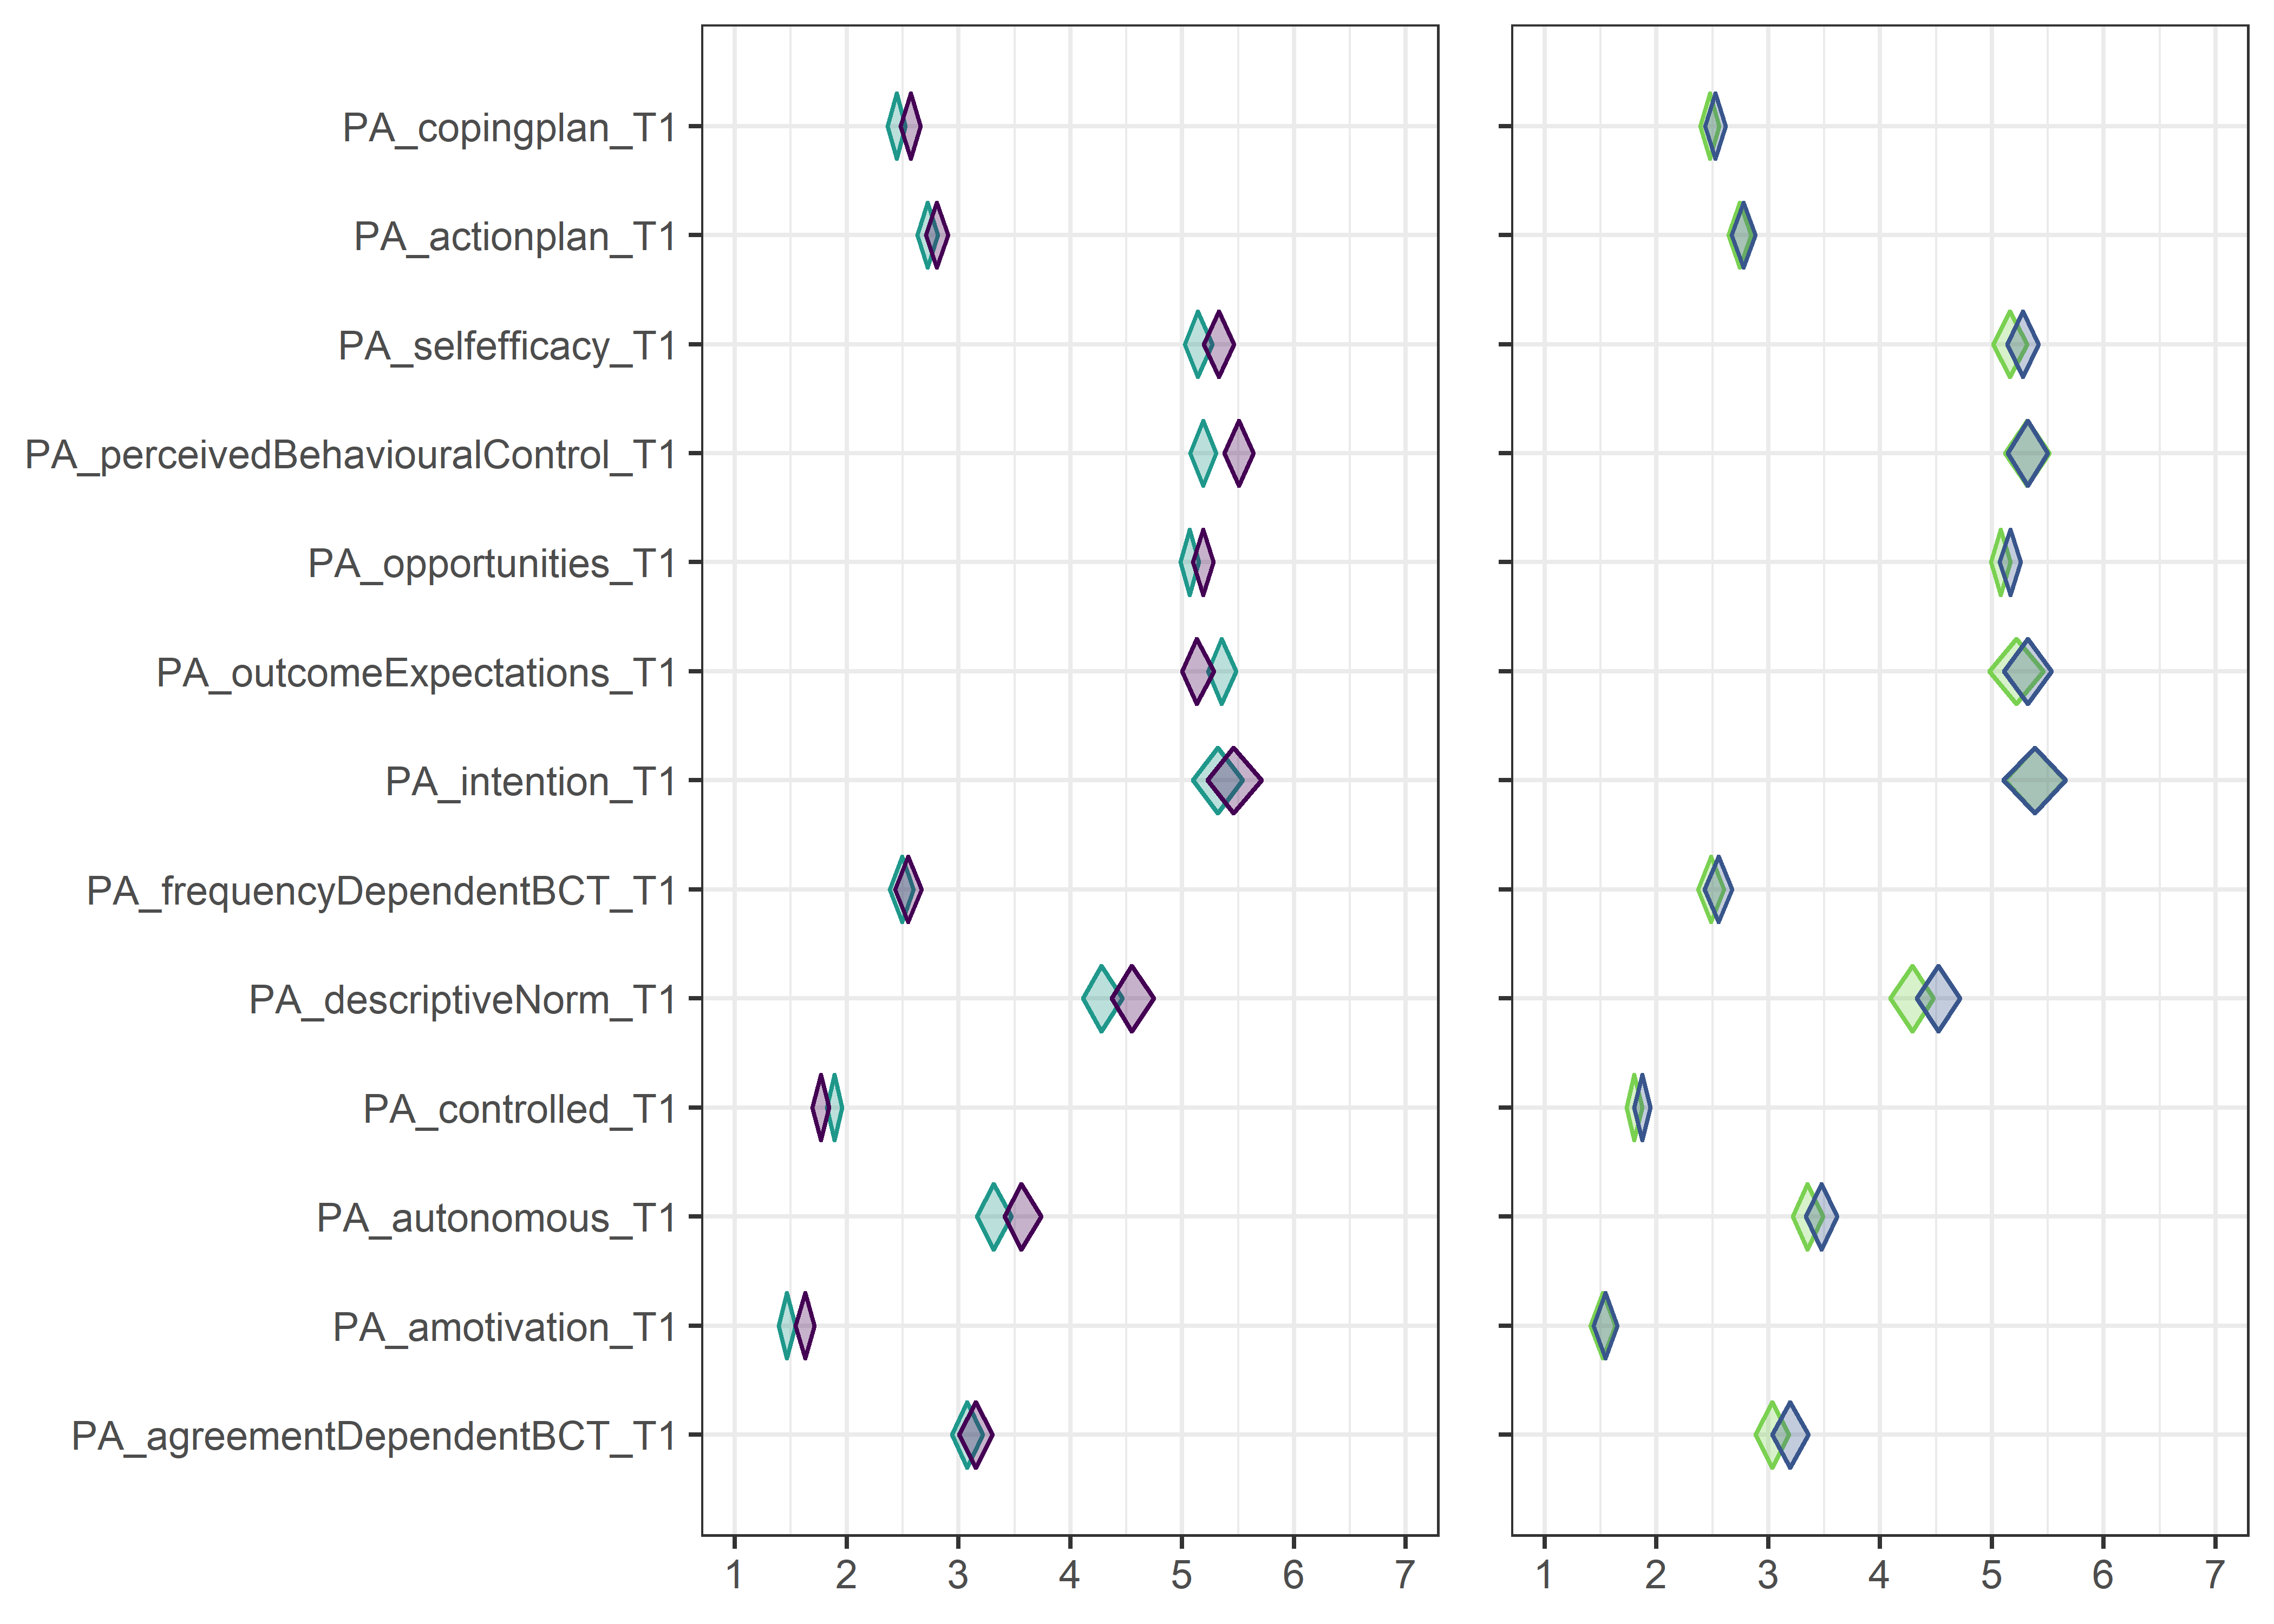 PA_copingplan_T1
PA_actionplan_T1
PA_selfefficacy_T1
PA_perceivedBehaviouralControl_T1
PA_opportunities_T1
PA_outcomeExpectations_T1
PA_intention_T1
PA_frequencyDependentBCT_T1
PA_descriptiveNorm_T1
PA_controlled_T1
PA_autonomous_T1
PA_amotivation_T1
PA_agreementDependentBCT_T1
1 2 3 4 5 6 7 1 2 3 4 5 6 7